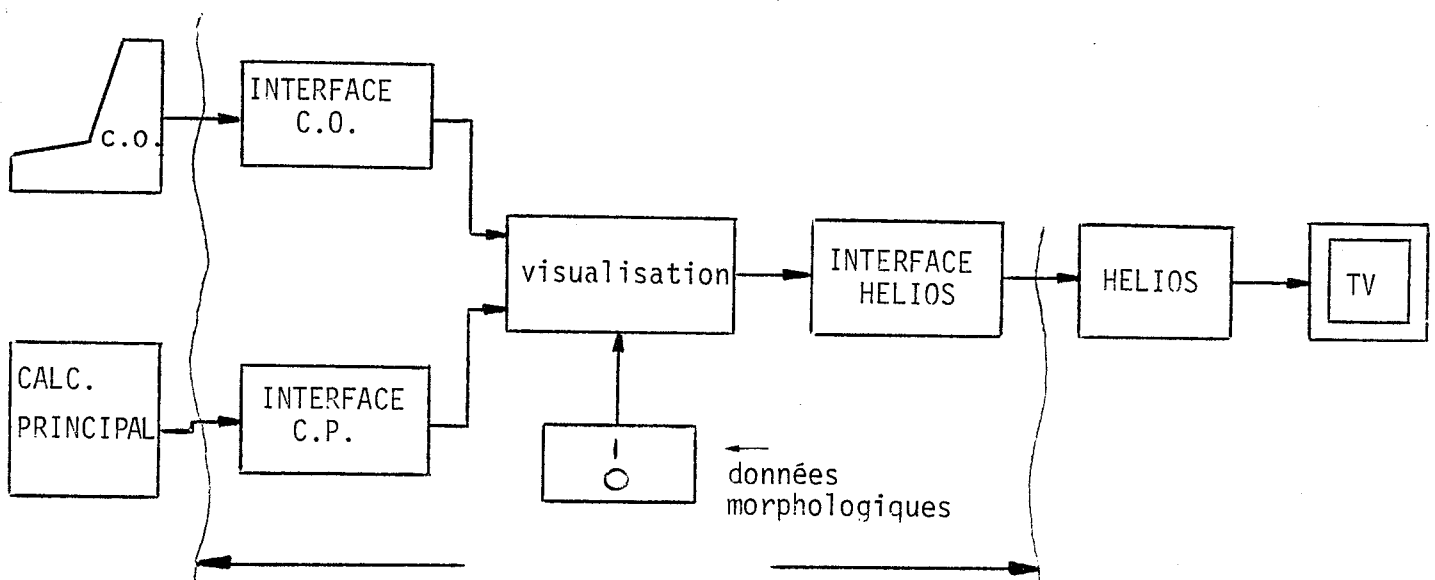 C.O.
INTERFACE
C.O.
CALC.
PRINCIPAL
INTERFACE
C.P.
visualisation
données
morphologiques
INTERFACE
HELIOS
HELIOS
TV